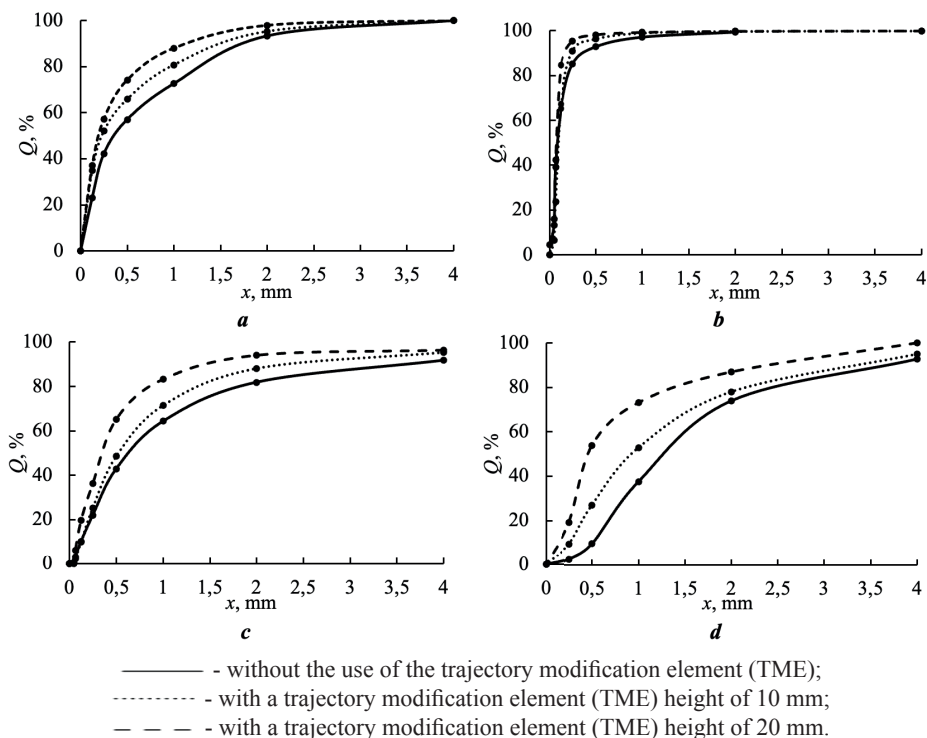 100
80
60
40
20
0
Q, %
0 0,5 1 1,5 2 2,5 3 3,5 4
x, mm
a
100
80
60
40
20
0
Q, %
0 0,5 1 1,5 2 2,5 3 3,5 4
x, mm
b
100
80
60
40
20
0
Q, %
0 0,5 1 1,5 2 2,5 3 3,5 4
x, mm
c
100
80
60
40
20
0
Q, %
0 0,5 1 1,5 2 2,5 3 3,5 4
x, mm
d
- without the use of the trajectory modification element (TME);
- with a trajectory modification element (TME) height of 10 mm;
- with a trajectory modification element (TME) height of 20 mm.